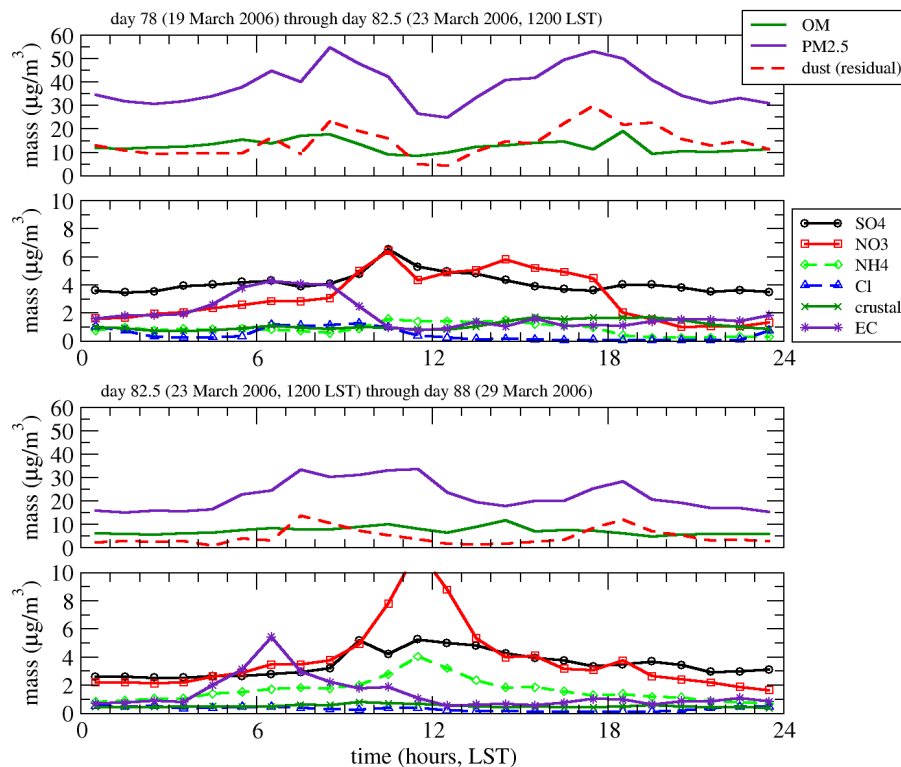 day 78 (19 March 2006) through day 82.5 (23 March 2006, 1200 LST)
OM
PM2.5
dust (residual)
60
50
40
30
20
10
0
mass (µg/m³)
10
8
6
4
2
0
mass (µg/m³)
0
6
12
18
24
SO4
NO3
NH4
Cl
crustal
EC
day 82.5 (23 March 2006, 1200 LST) through day 88 (29 March 2006)
60
50
40
30
20
10
0
mass (µg/m³)
10
8
6
4
2
0
mass (µg/m³)
0
6
12
18
24
time (hours, LST)